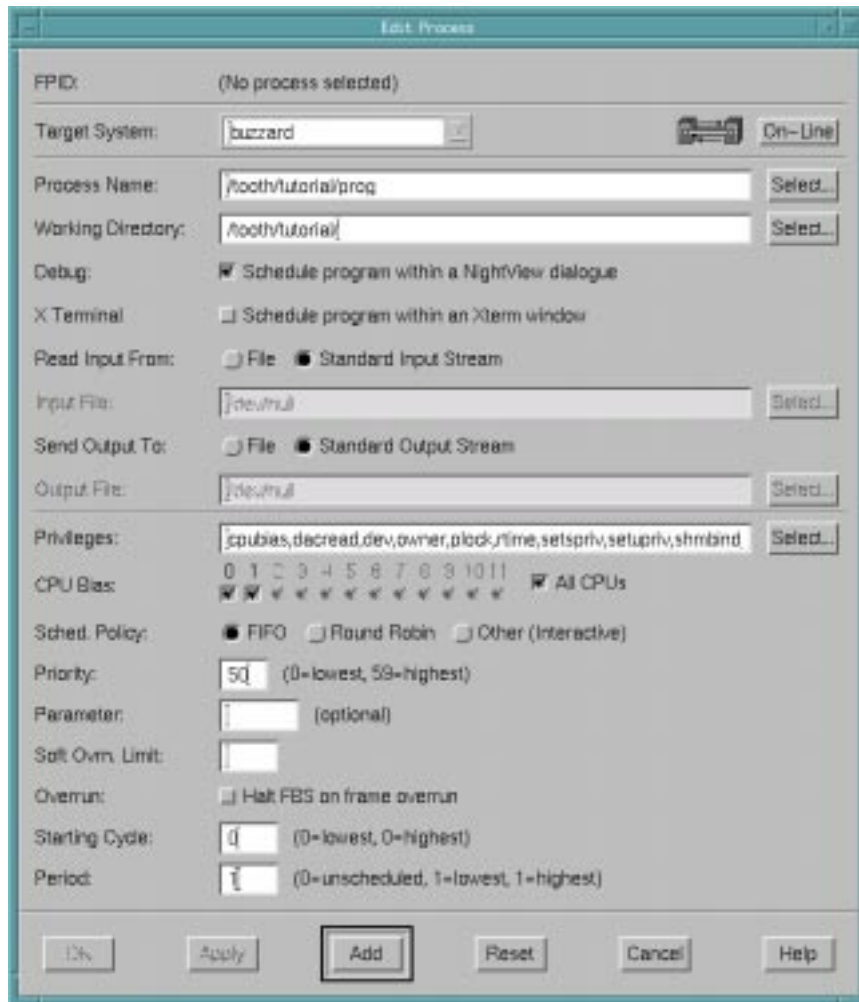 Edit Process
FPID: (No process selected)
Target System: buzzard On-Line
Process Name: /tooth/tutorial/prog Select...
Working Directory: /tooth/tutorial/ Select...
Debug: Schedule program within a NightView dialogue
X Terminal Schedule program within an Xterm window
Read Input From: File Standard Input Stream
Input File: /dev/null Select...
Send Output To: File Standard Output Stream
Output File: /dev/null Select...
Privileges: cpubias,dacread,dev,owner,plock,rtime,setspriv,setupriv,shmbind Select...
0 1 2 3 4 5 6 7 8 9 10 11
CPU Bias: All CPUs
Sched. Policy: FIFO Round Robin Other (Interactive)
Priority: 50 (0=lowest, 59=highest)
Parameter: (optional)
Soft Ovrn. Limit:
Overrun: Halt FBS on frame overrun
Starting Cycle: 0 (0=lowest, 0=highest)
Period: 1 (0=unscheduled, 1=lowest, 1=highest)
OK Apply Add Reset Cancel Help